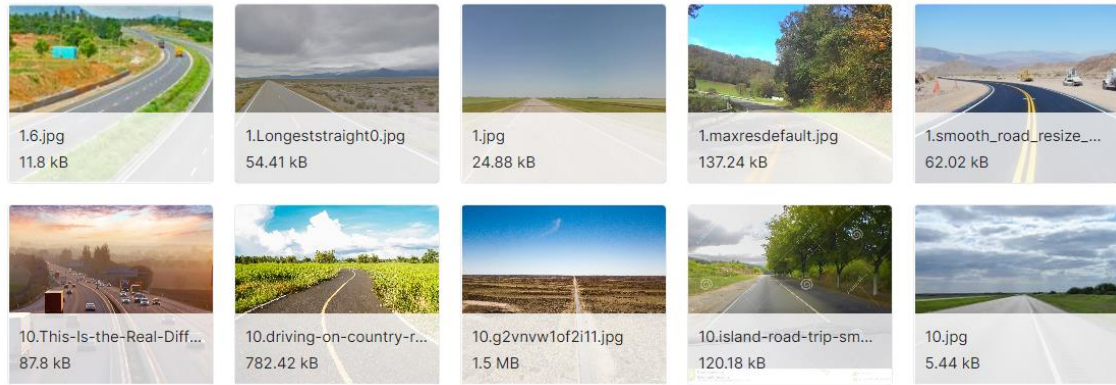 1.6.jpg
11.8 kB
1.Longeststraight0.jpg
54.41 kB
1.jpg
24.88 kB
1.maxresdefault.jpg
137.24 kB
1.smooth_road_resize_...
62.02 kB
10.This-Is-the-Real-Diff...
87.8 kB
10.driving-on-country-r...
782.42 kB
10.g2vnvw1of2i11.jpg
1.5 MB
10.island-road-trip-sm...
120.18 kB
10.jpg
5.44 kB